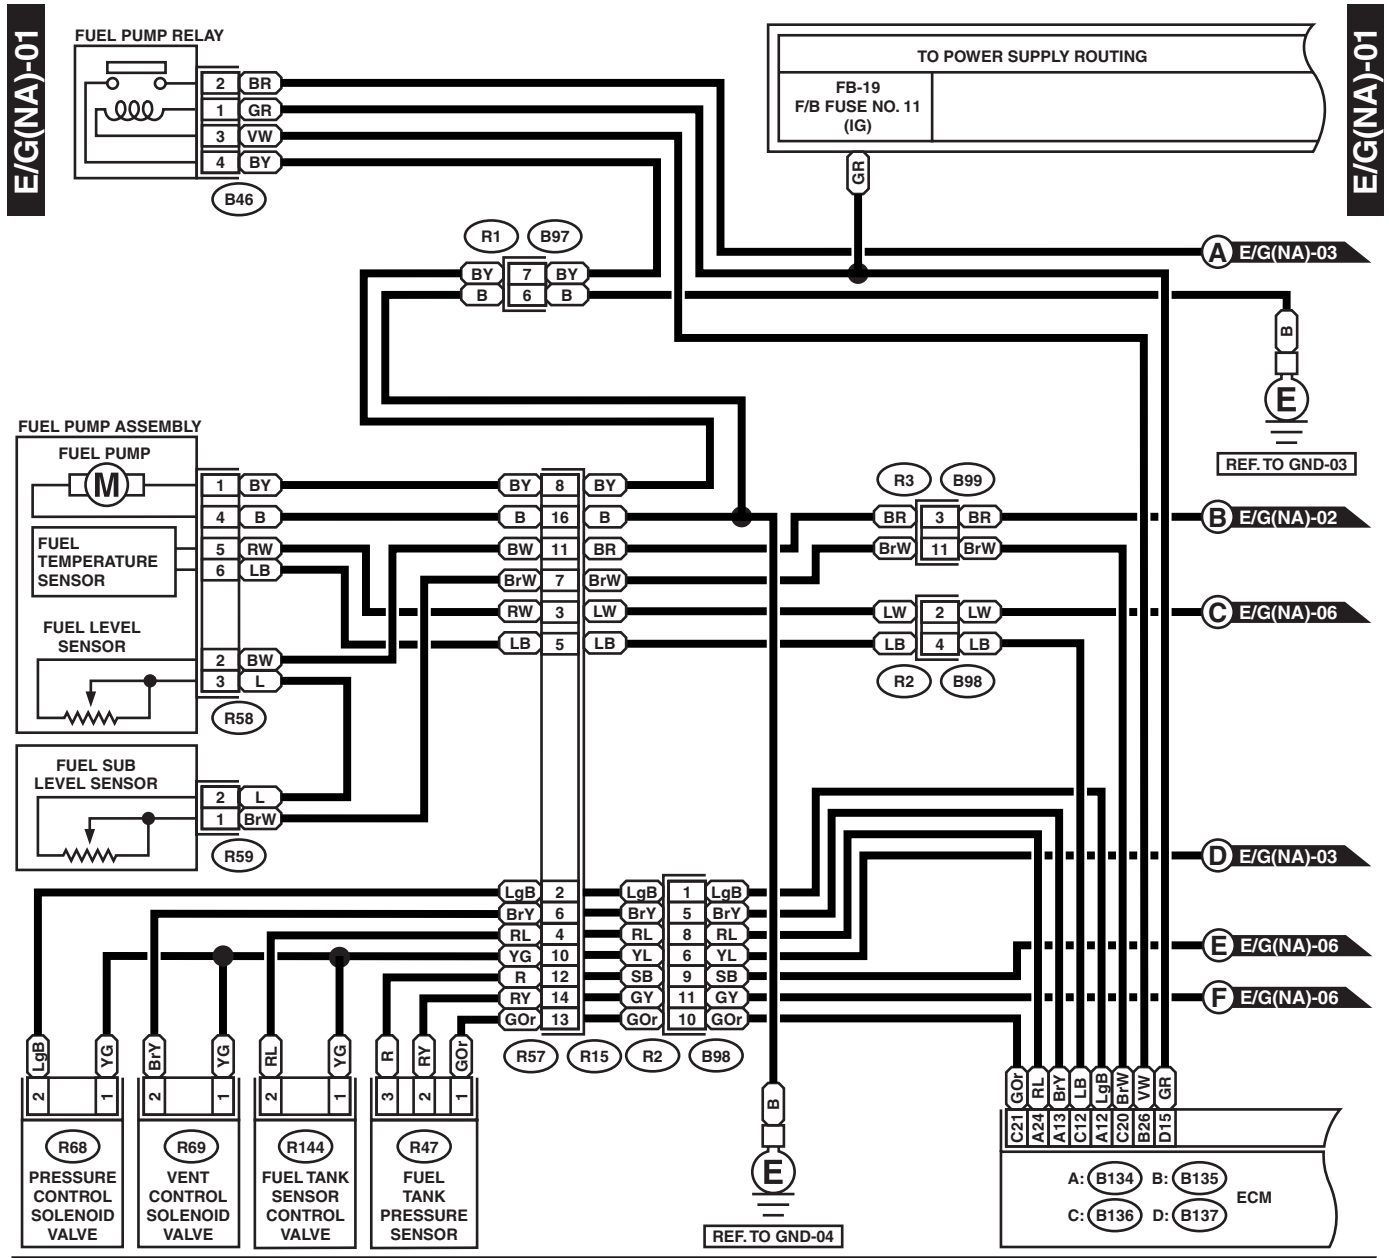 E/G(NA)-01
FUEL PUMP RELAY
2 BR
1 GR
3 VW
4 BY
B46
TO POWER SUPPLY ROUTING
FB-19
F/B FUSE NO. 11
(IG)
GR
E/G(NA)-01
R1 B97
BY 7 BY
B 6 B
A E/G(NA)-03
B
E
REF. TO GND-03
FUEL PUMP ASSEMBLY
FUEL PUMP
M
1 BY
4 B
FUEL
TEMPERATURE
SENSOR
5 RW
6 LB
FUEL LEVEL
SENSOR
2 BW
3 L
R58
BY 8 BY
B 16 B
BW 11 BR
BrW 7 BrW
RW 3 LW
LB 5 LB
R3 B99
BR 3 BR
BrW 11 BrW
LW 2 LW
LB 4 LB
R2 B98
B E/G(NA)-02
C E/G(NA)-06
FUEL SUB
LEVEL SENSOR
2 L
1 BrW
R59
D E/G(NA)-03
LgB 2 LgB 1 LgB
BrY 6 BrY 5 BrY
RL 4 RL 8 RL
YG 10 YL 6 YL
R 12 SB 9 SB
RY 14 GY 11 GY
GOr 13 GOr 10 GOr
R57 R15 R2 B98
E E/G(NA)-06
F E/G(NA)-06
LgB YG BrY YG RL YG R RY GOr
2 1 2 1 2 1 3 2 1
R68
PRESSURE
CONTROL
SOLENOID
VALVE
R69
VENT
CONTROL
SOLENOID
VALVE
R144
FUEL TANK
SENSOR
CONTROL
VALVE
R47
FUEL
TANK
PRESSURE
SENSOR
B
E
REF. TO GND-04
GOr RL BrY LB LgB BrW VW GR
C21 A24 A13 C12 A12 C20 B26 D15
A: B134 B: B135
C: B136 D: B137
ECM